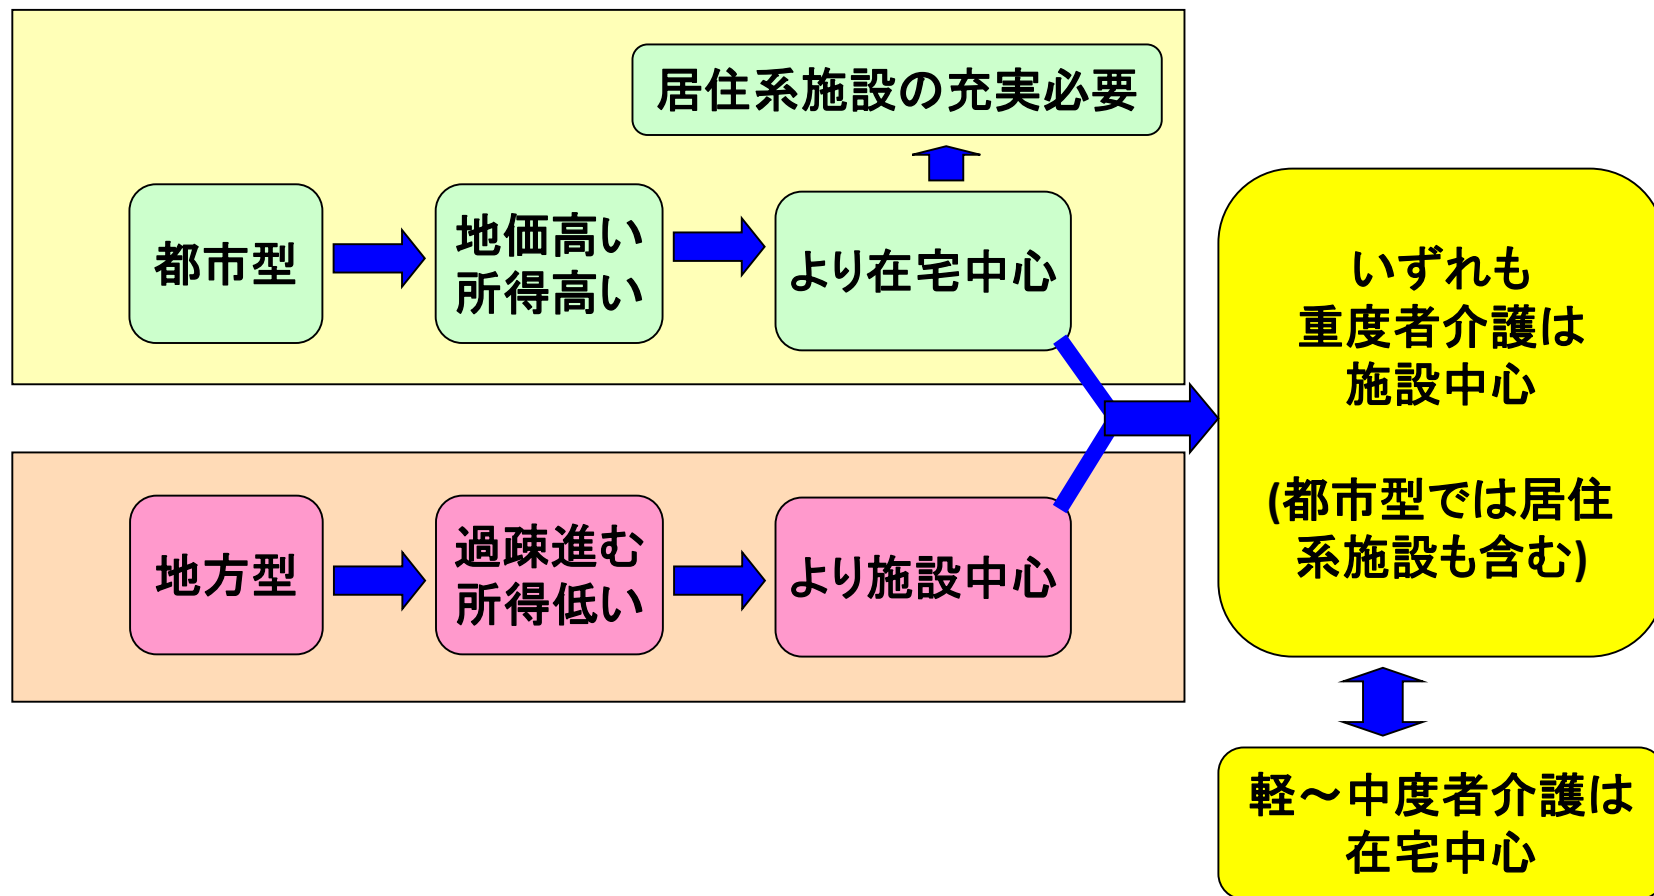 居住系施設の充実必要
都市型
地価高い
所得高い
より在宅中心
地方型
過疎進む
所得低い
より施設中心
いずれも
重度者介護は
施設中心
(都市型では居住
系施設も含む)
軽～中度者介護は
在宅中心